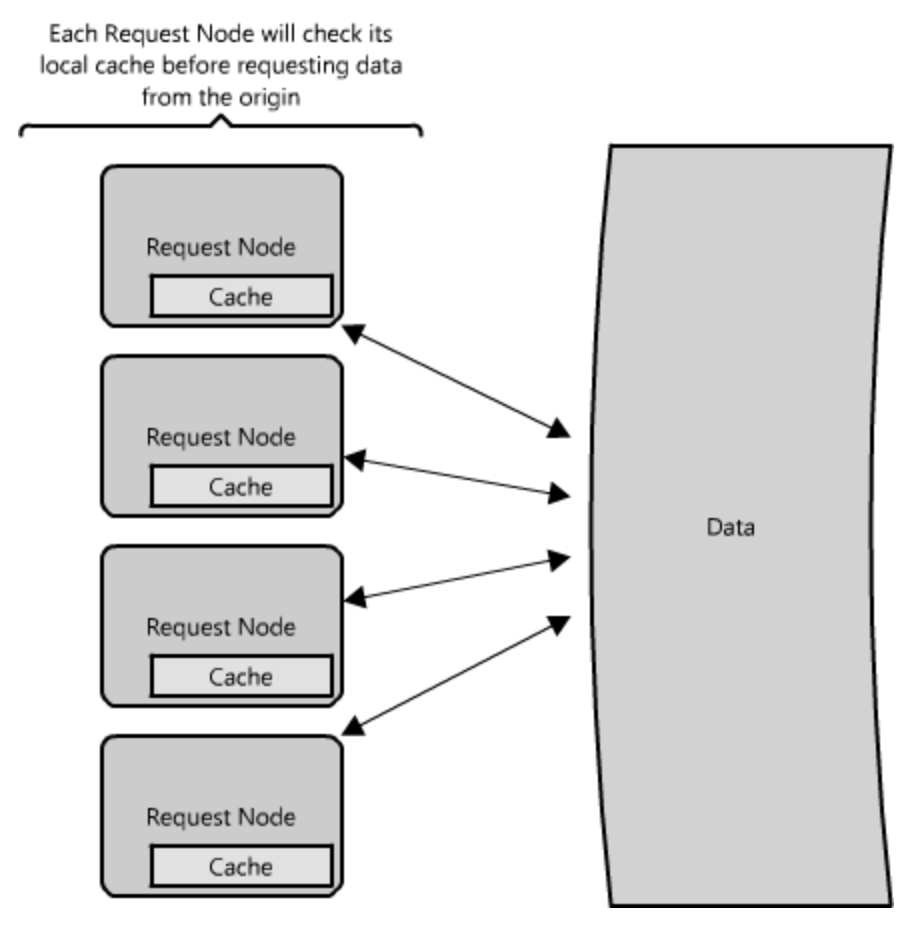 Each Request Node will check its
local cache before requesting data
from the origin
Request Node
Cache
Request Node
Cache
Request Node
Cache
Request Node
Cache
Data